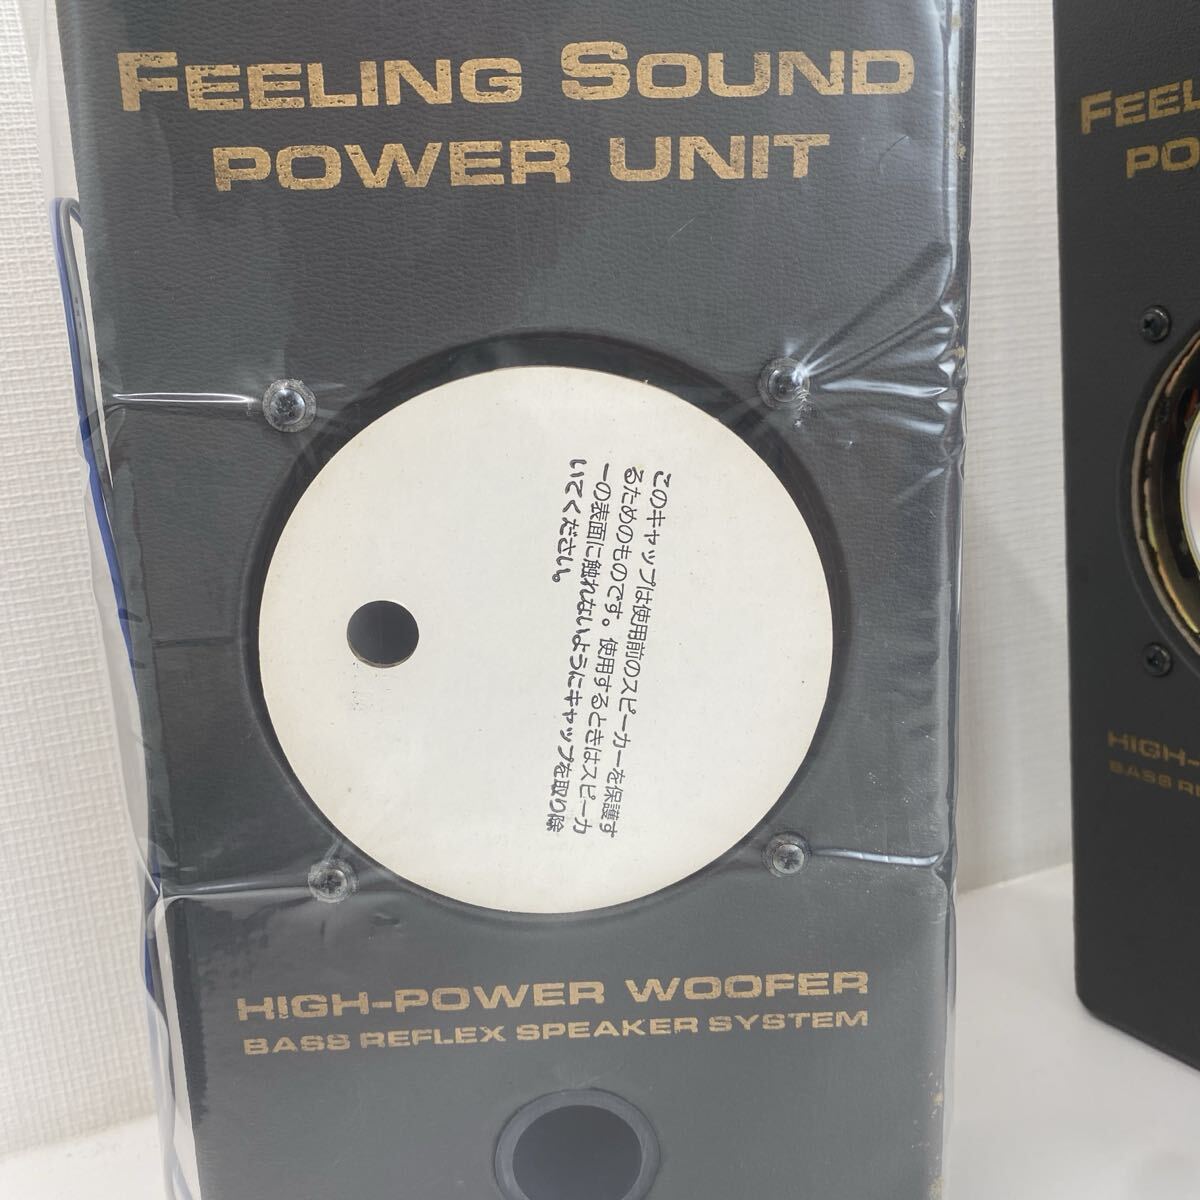 FEELING SOUND
POWER UNIT
このキャップは使用前のスピーカーを保護す
るためのものです。使用するときはスピーカ
ーの表面に触れないようにキャップを取り除
いてください。
HIGH-POWER WOOFER
BASS REFLEX SPEAKER SYSTEM
FEEL
PO
HIGH-
BASS RE